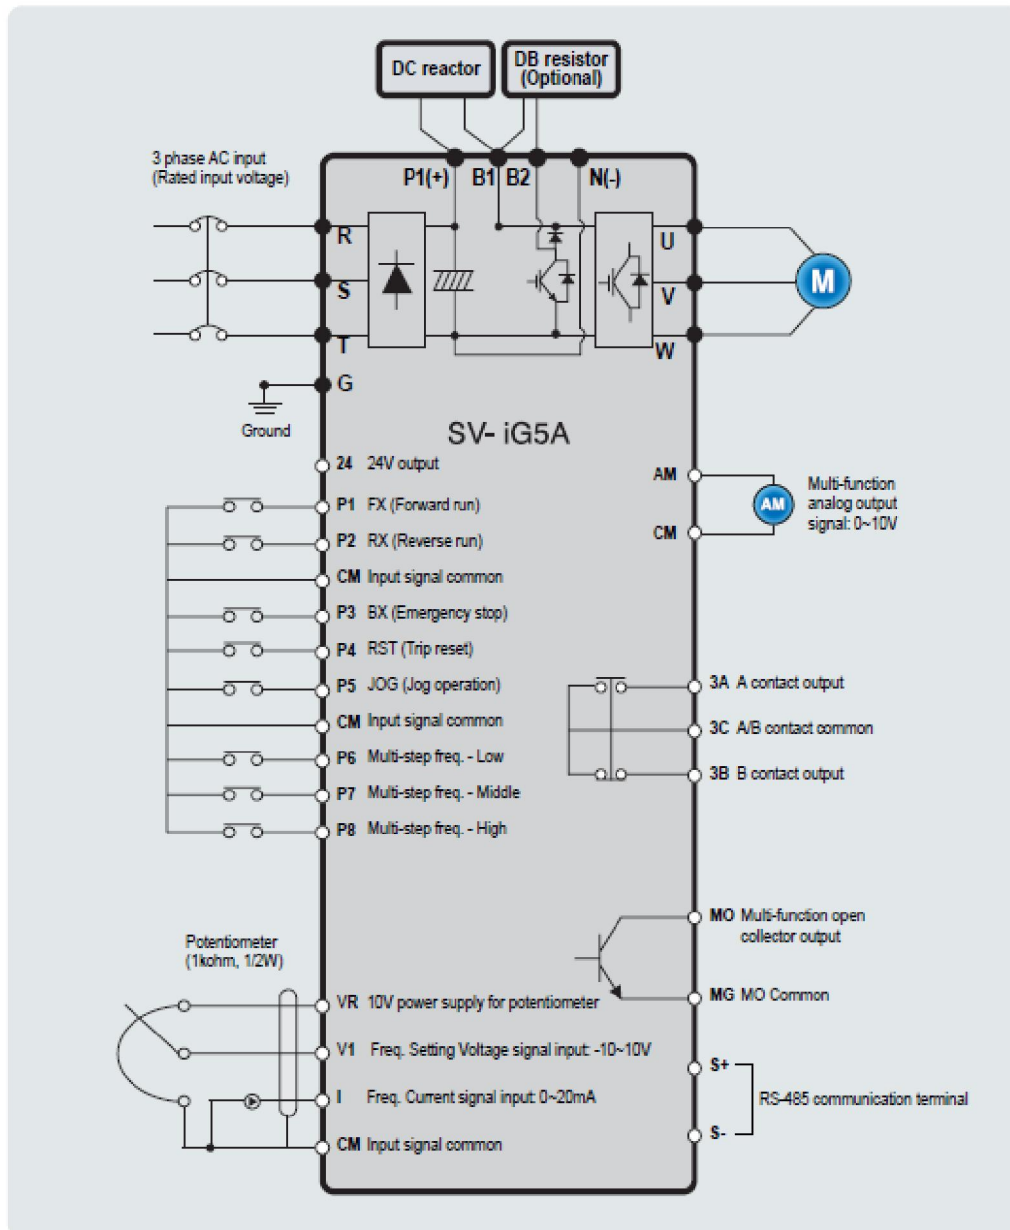 DC reactor
DB resistor
(Optional)
3 phase AC input
(Rated input voltage)
P1(+) B1 B2 N(-)
R
S
T
G
U
V
W
M
Ground
SV- iG5A
24 24V output
P1 FX (Forward run)
P2 RX (Reverse run)
CM Input signal common
P3 BX (Emergency stop)
P4 RST (Trip reset)
P5 JOG (Jog operation)
CM Input signal common
P6 Multi-step freq. - Low
P7 Multi-step freq. - Middle
P8 Multi-step freq. - High
AM
CM
AM
Multi-function
analog output
signal: 0~10V
3A A contact output
3C A/B contact common
3B B contact output
MO Multi-function open
collector output
MG MO Common
Potentiometer
(1kohm, 1/2W)
VR 10V power supply for potentiometer
V1 Freq. Setting Voltage signal input: -10~10V
I Freq. Current signal input: 0~20mA
CM Input signal common
S+
S-
RS-485 communication terminal